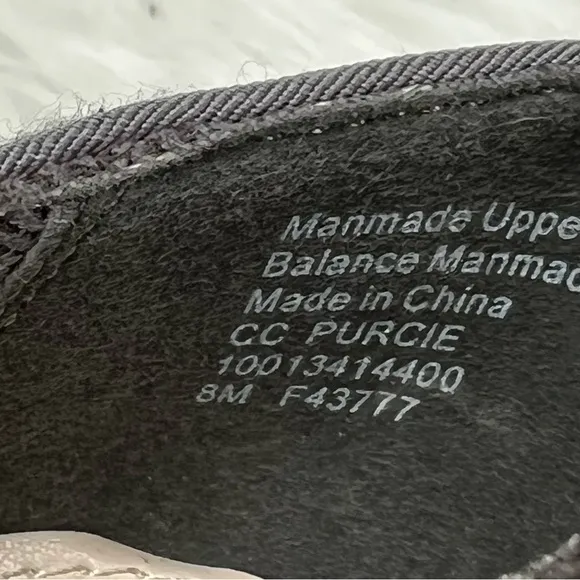 Manmade Uppe
Balance Manmad
Made in China
CC PURCIE
10013414400
8M F43777